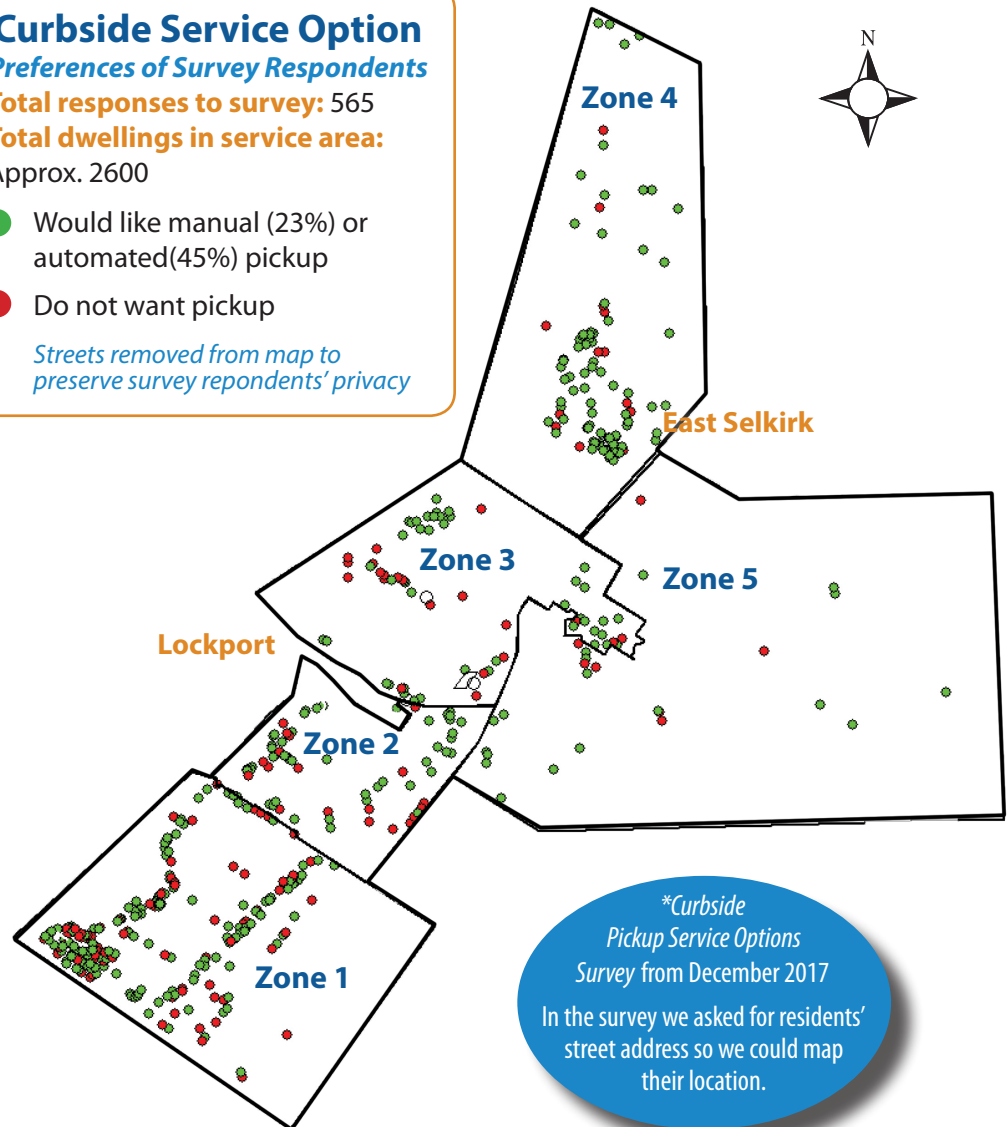 Curbside Service Option
Preferences of Survey Respondents
Total responses to survey: 565
Total dwellings in service area:
Approx. 2600
Would like manual (23%) or
automated(45%) pickup
Do not want pickup
Streets removed from map to
preserve survey repondents' privacy
N
Zone 4
East Selkirk
Zone 3
Zone 5
Lockport
Zone 2
Zone 1
*Curbside
Pickup Service Options
Survey from December 2017
In the survey we asked for residents'
street address so we could map
their location.